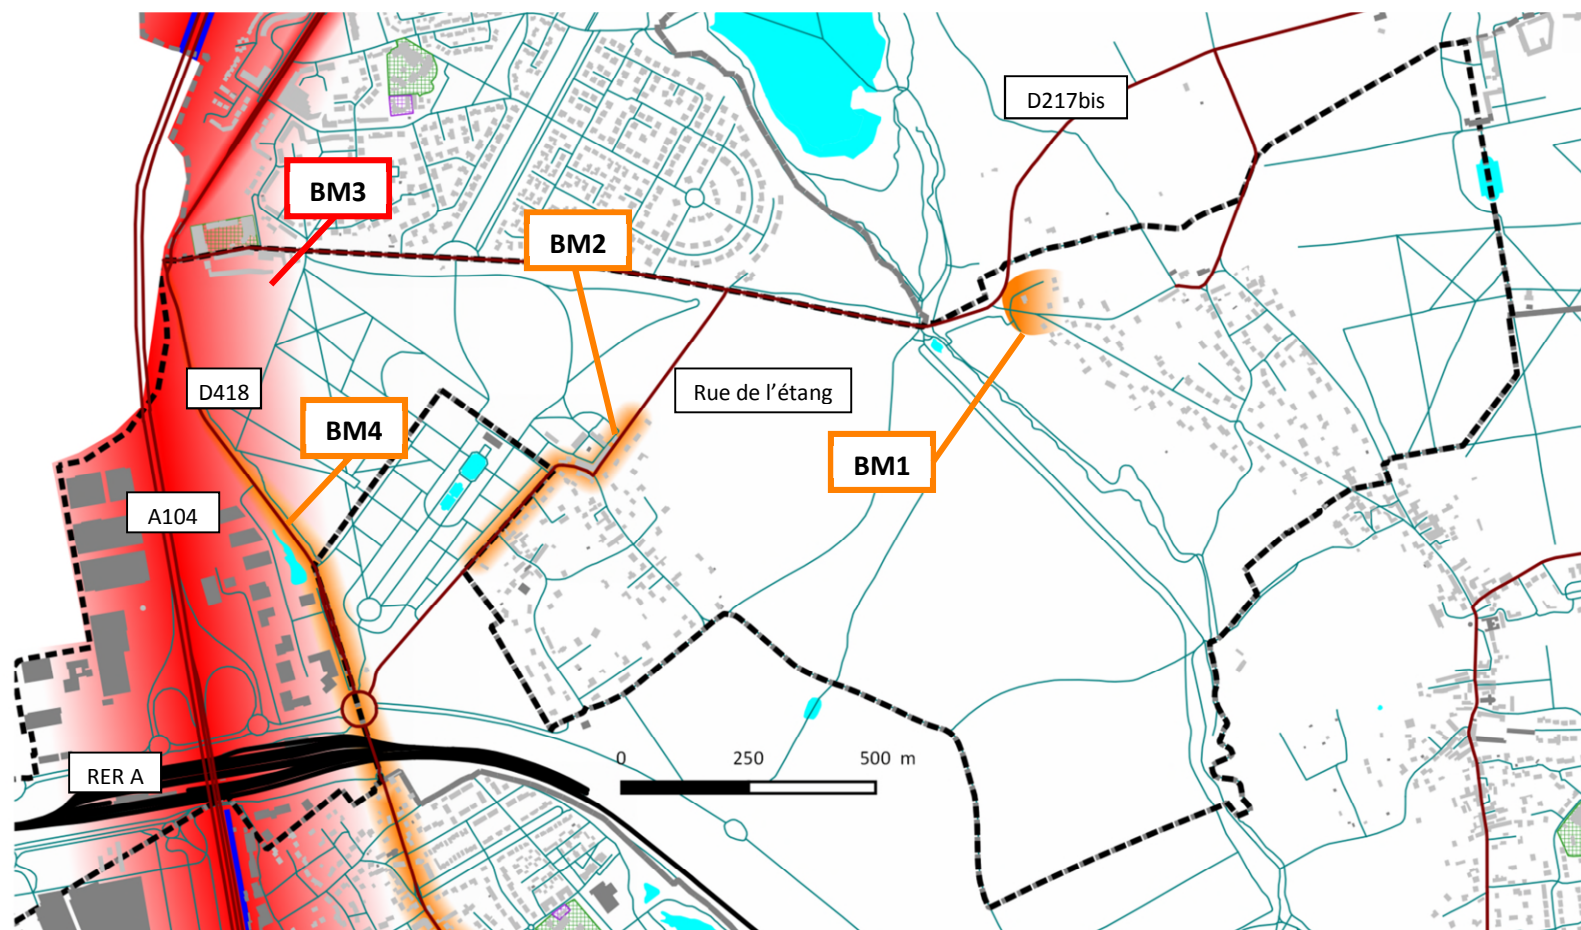 D217bis
BM3
BM2
D418
Rue de l’étang
BM4
BM1
A104
RER A
0 250 500 m